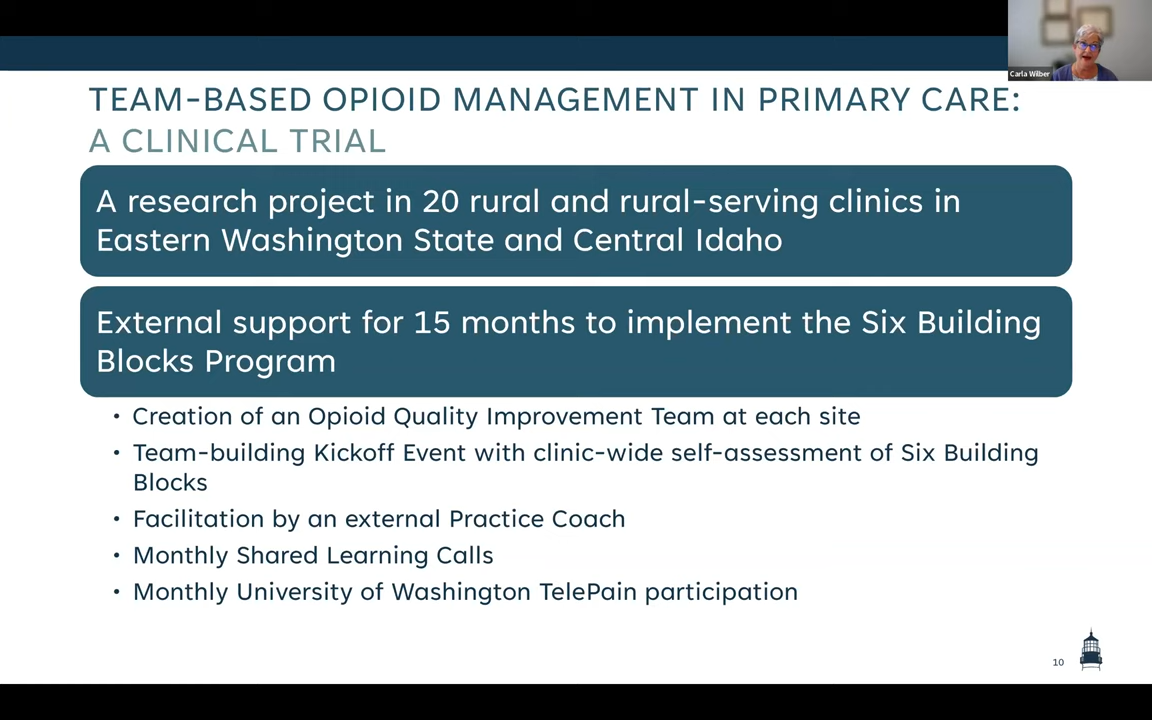 Carla Wilber
TEAM-BASED OPIOID MANAGEMENT IN PRIMARY CARE:
A CLINICAL TRIAL
A research project in 20 rural and rural-serving clinics in
Eastern Washington State and Central Idaho
External support for 15 months to implement the Six Building
Blocks Program
• Creation of an Opioid Quality Improvement Team at each site
• Team-building Kickoff Event with clinic-wide self-assessment of Six Building
Blocks
• Facilitation by an external Practice Coach
• Monthly Shared Learning Calls
• Monthly University of Washington TelePain participation
10